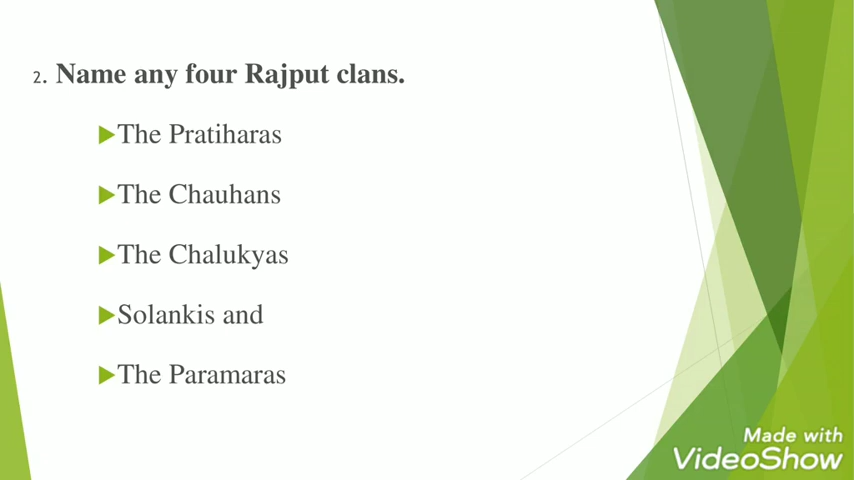 2. Name any four Rajput clans.
The Pratiharas
The Chauhans
The Chalukyas
Solankis and
The Paramaras
Made with
VideoShow